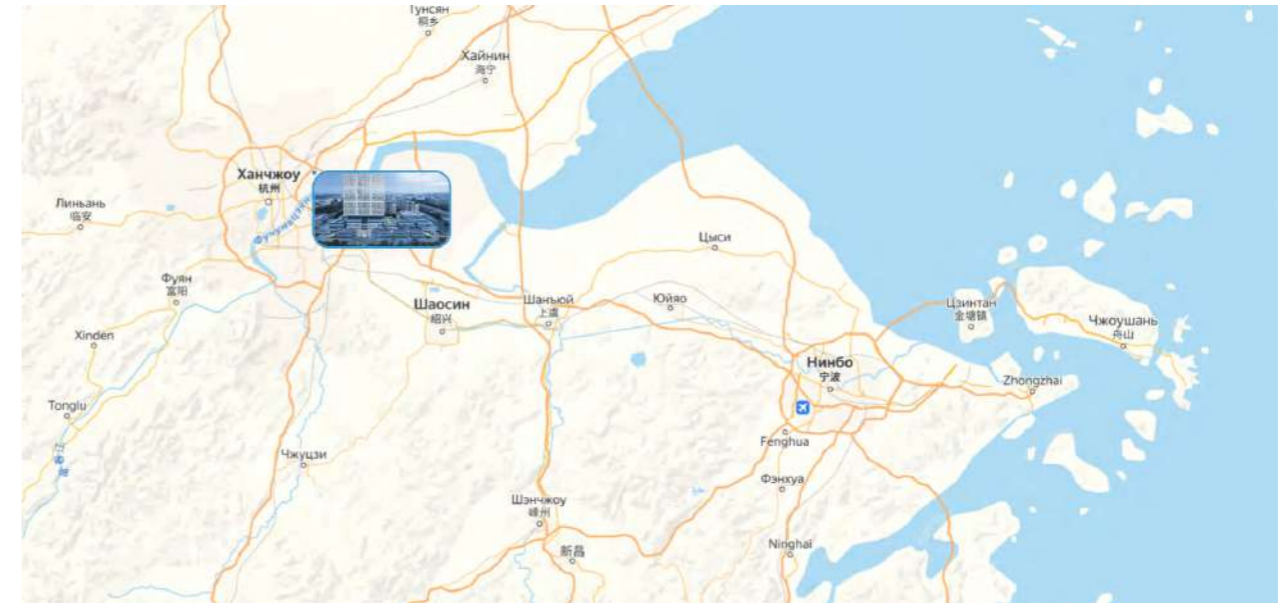 Тунсян
桐乡
Хайнин
海宁
Ханчжоу
杭州
Линьань
临安
Фучуньцзян
Цыси
Фуян
富阳
Шаосин
绍兴
Шанъюй
上虞
Юйяо
Цзинтан
金塘镇
Чжоушань
舟山
Xinden
Нинбо
宁波
Zhongzhai
Tonglu
Fenghua
Чжуцзи
Фэнхуа
Шэнчжоу
嵊州
新昌
Ninghai